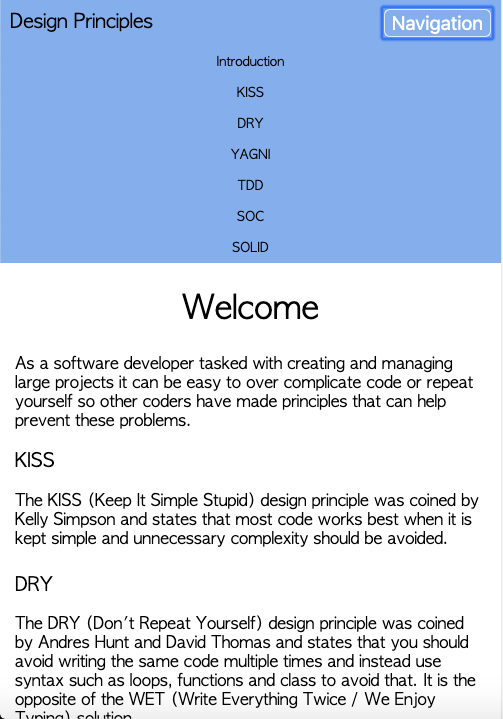 Design Principles
Navigation
Introduction
KISS
DRY
YAGNI
TDD
SOC
SOLID
Welcome
As a software developer tasked with creating and managing
large projects it can be easy to over complicate code or repeat
yourself so other coders have made principles that can help
prevent these problems.
KISS
The KISS (Keep It Simple Stupid) design principle was coined by
Kelly Simpson and states that most code works best when it is
kept simple and unnecessary complexity should be avoided.
DRY
The DRY (Don't Repeat Yourself) design principle was coined
by Andres Hunt and David Thomas and states that you should
avoid writing the same code multiple times and instead use
syntax such as loops, functions and class to avoid that. It is the
opposite of the WET (Write Everything Twice / We Enjoy
Typing) solution